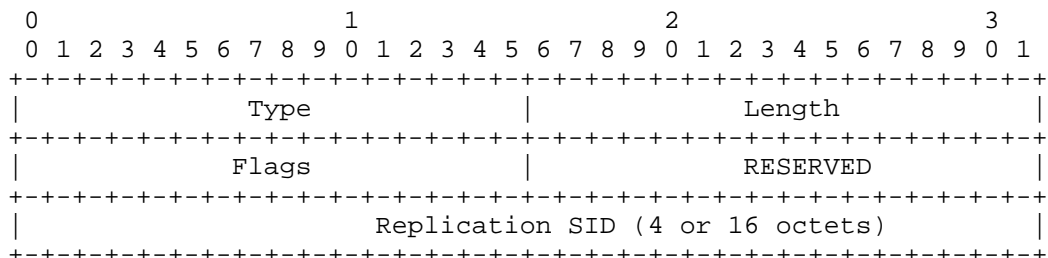 0                   1                   2                   3
 0 1 2 3 4 5 6 7 8 9 0 1 2 3 4 5 6 7 8 9 0 1 2 3 4 5 6 7 8 9 0 1
+-+-+-+-+-+-+-+-+-+-+-+-+-+-+-+-+-+-+-+-+-+-+-+-+-+-+-+-+-+-+-+-+
|              Type             |             Length            |
+-+-+-+-+-+-+-+-+-+-+-+-+-+-+-+-+-+-+-+-+-+-+-+-+-+-+-+-+-+-+-+-+
|             Flags             |             RESERVED          |
+-+-+-+-+-+-+-+-+-+-+-+-+-+-+-+-+-+-+-+-+-+-+-+-+-+-+-+-+-+-+-+-+
|                      Replication SID (4 or 16 octets)         |
+-+-+-+-+-+-+-+-+-+-+-+-+-+-+-+-+-+-+-+-+-+-+-+-+-+-+-+-+-+-+-+-+